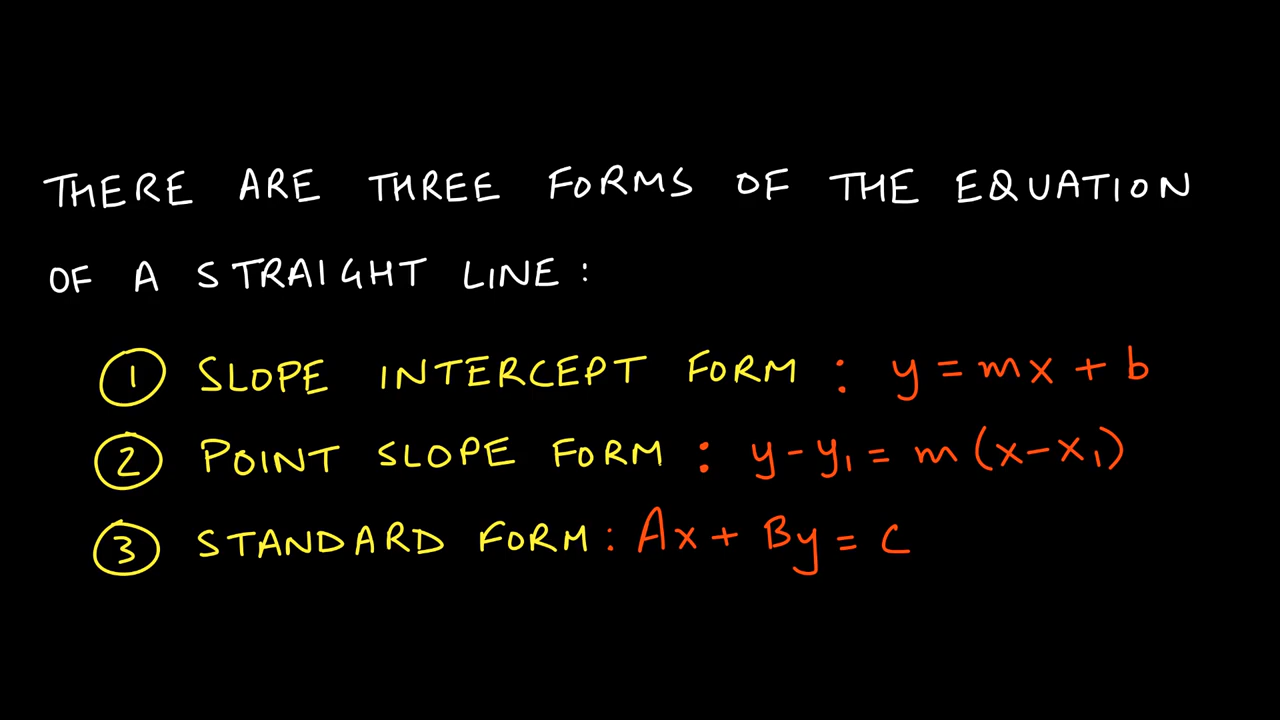 THERE ARE THREE FORMS OF THE EQUATION
OF A STRAIGHT LINE:
1 SLOPE INTERCEPT FORM : y = mx + b
2 POINT SLOPE FORM : y - y₁ = m (x - x₁)
3 STANDARD FORM : Ax + By = C